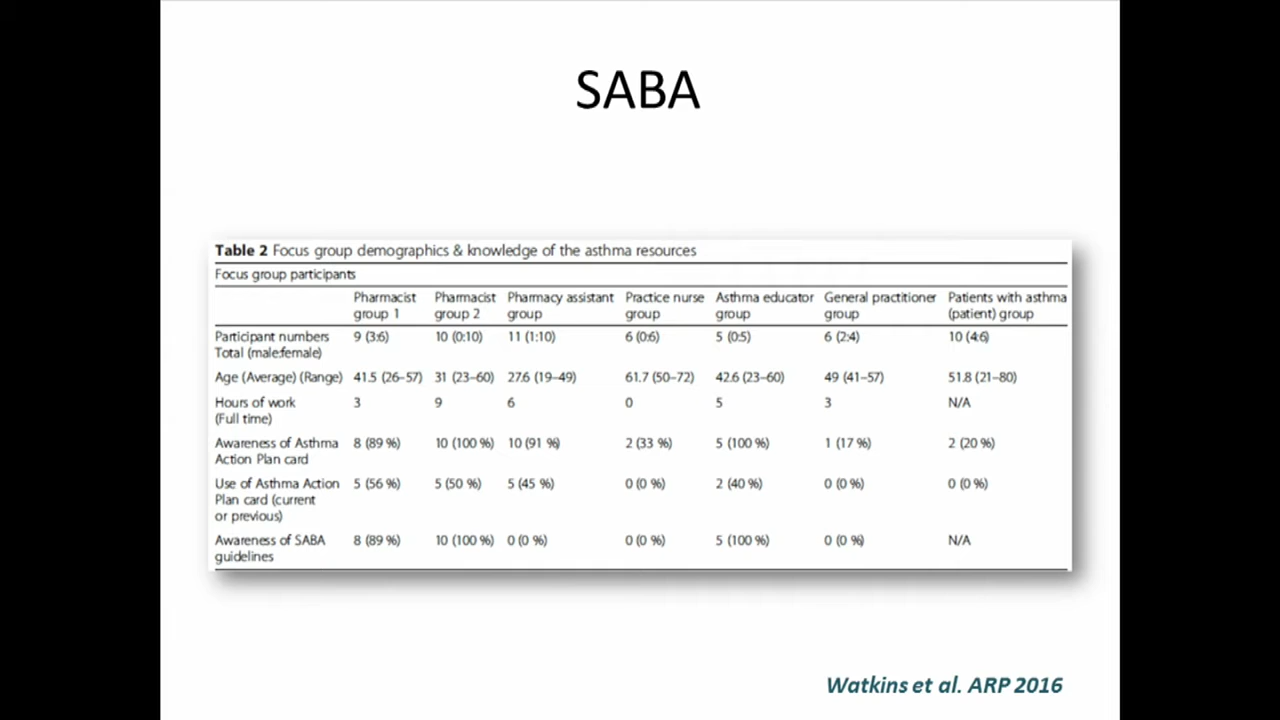 SABA
Table 2 Focus group demographics & knowledge of the asthma resources
Focus group participants
Pharmacist group 1 Pharmacist group 2 Pharmacy assistant group Practice nurse group Asthma educator group General practitioner group Patients with asthma (patient) group
Participant numbers Total (male:female) 9 (3:6) 10 (0:10) 11 (1:10) 6 (0:6) 5 (0:5) 6 (2:4) 10 (4:6)
Age (Average) (Range) 41.5 (26–57) 31 (23–60) 27.6 (19–49) 61.7 (50–72) 42.6 (23–60) 49 (41–57) 51.8 (21–80)
Hours of work (Full time) 3 9 6 0 5 3 N/A
Awareness of Asthma Action Plan card 8 (89 %) 10 (100 %) 10 (91 %) 2 (33 %) 5 (100 %) 1 (17 %) 2 (20 %)
Use of Asthma Action Plan card (current or previous) 5 (56 %) 5 (50 %) 5 (45 %) 0 (0 %) 2 (40 %) 0 (0 %) 0 (0 %)
Awareness of SABA guidelines 8 (89 %) 10 (100 %) 0 (0 %) 0 (0 %) 5 (100 %) 0 (0 %) N/A
Watkins et al. ARP 2016